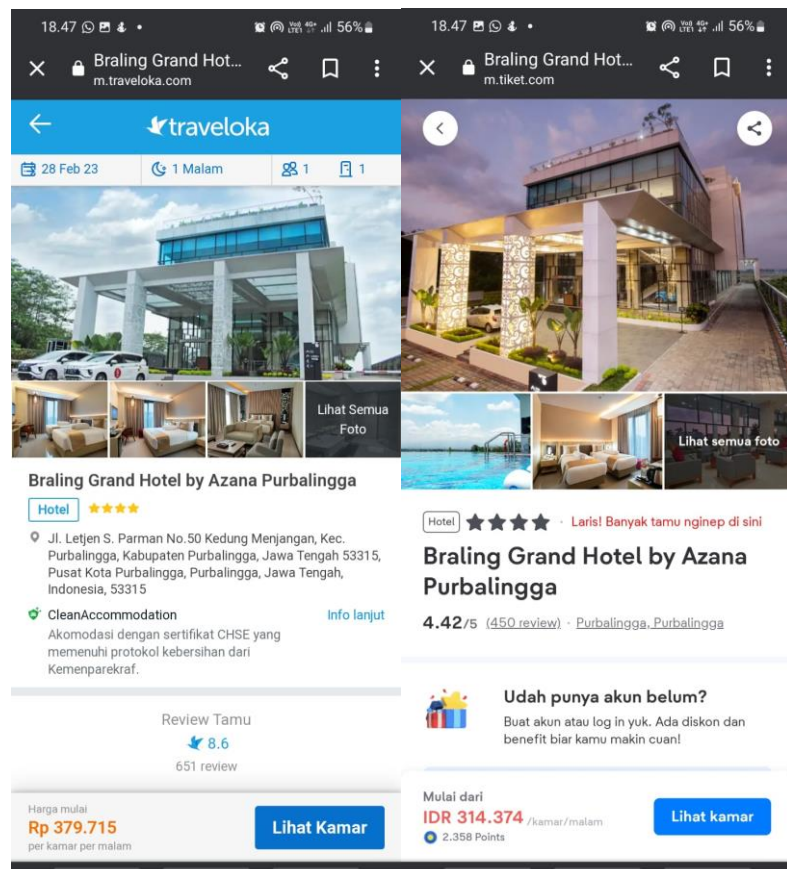 18.47
56%
Braling Grand Hot...
m.traveloka.com
traveloka
28 Feb 23
1 Malam
1
1
Lihat Semua
Foto
Braling Grand Hotel by Azana Purbalingga
Hotel
Jl. Letjen S. Parman No.50 Kedung Menjangan, Kec.
Purbalingga, Kabupaten Purbalingga, Jawa Tengah 53315,
Pusat Kota Purbalingga, Purbalingga, Jawa Tengah,
Indonesia, 53315
CleanAccommodation
Info lanjut
Akomodasi dengan sertifikat CHSE yang
memenuhi protokol kebersihan dari
Kemenparekraf.
Review Tamu
8.6
651 review
Harga mulai
Rp 379.715
per kamar per malam
Lihat Kamar
18.47
56%
Braling Grand Hot...
m.tiket.com
Lihat semua foto
Hotel
Laris! Banyak tamu nginep di sini
Braling Grand Hotel by Azana
Purbalingga
4.42/5 (450 review) · Purbalingga, Purbalingga
Udah punya akun belum?
Buat akun atau log in yuk. Ada diskon dan
benefit biar kamu makin cuan!
Mulai dari
IDR 314.374 /kamar/malam
2.358 Points
Lihat kamar